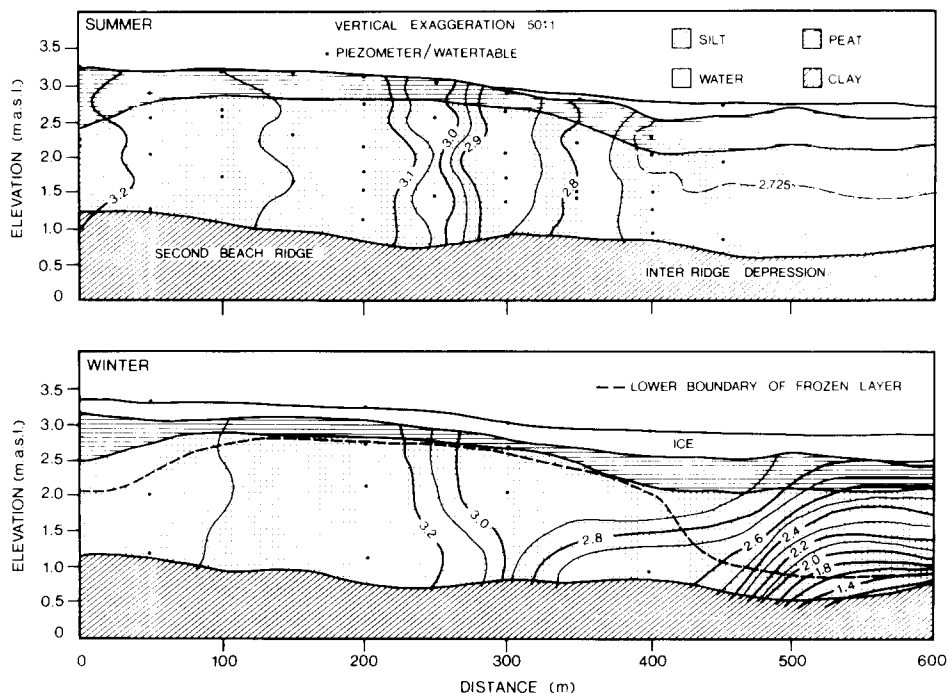 SUMMER
VERTICAL EXAGGERATION 50:1
• PIEZOMETER/WATERTABLE
SILT
PEAT
WATER
CLAY
ELEVATION (m a.s.l.)
3.5
3.0
2.5
2.0
1.5
1.0
0.5
0
3.2
3.1
3.0
2.9
2.8
2.725
SECOND BEACH RIDGE
INTER RIDGE DEPRESSION
WINTER
LOWER BOUNDARY OF FROZEN LAYER
ICE
ELEVATION (m a.s.l.)
3.5
3.0
2.5
2.0
1.5
1.0
0.5
0
3.2
3.0
2.8
2.6
2.4
2.2
2.0
1.8
1.4
0
100
200
300
400
500
600
DISTANCE (m)